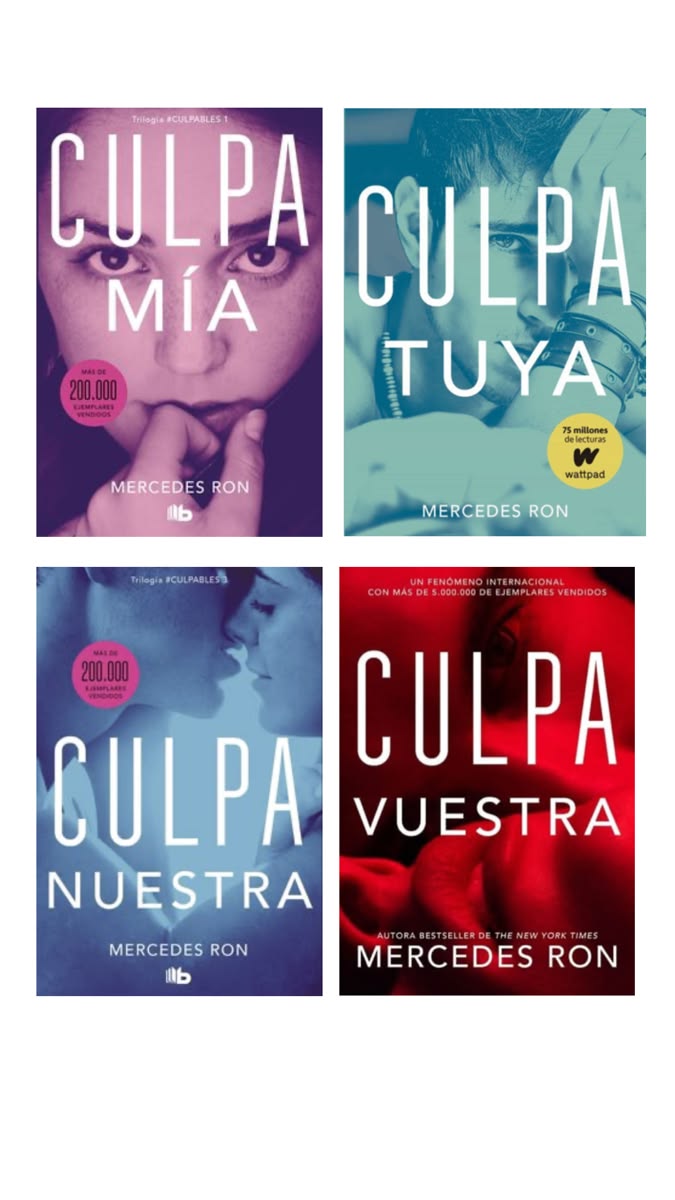 Trilogía #CULPABLES 1
CULPA
MÍA
MÁS DE
200.000
EJEMPLARES
VENDIDOS
MERCEDES RON
b
CULPA
TUYA
75 millones
de lecturas
wattpad
MERCEDES RON
Trilogía #CULPABLES 3
MÁS DE
200.000
EJEMPLARES
VENDIDOS
CULPA
NUESTRA
MERCEDES RON
b
UN FENÓMENO INTERNACIONAL
CON MÁS DE 5.000.000 DE EJEMPLARES VENDIDOS
CULPA
VUESTRA
AUTORA BESTSELLER DE THE NEW YORK TIMES
MERCEDES RON